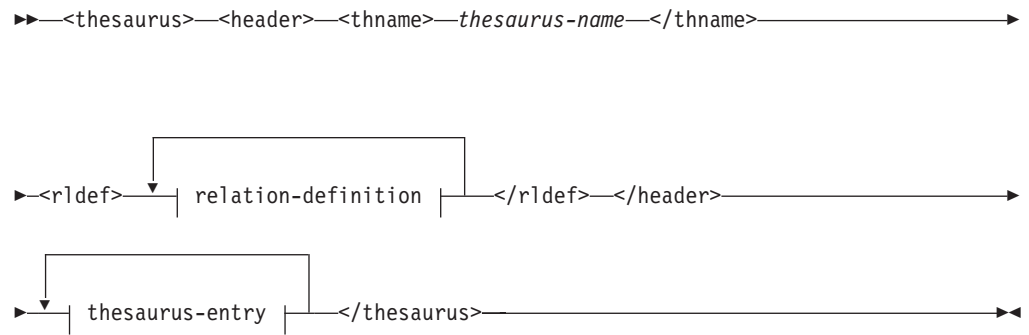 <thesaurus> <header> <thname> thesaurus-name </thname>
<rldef> relation-definition </rldef> </header>
thesaurus-entry </thesaurus>